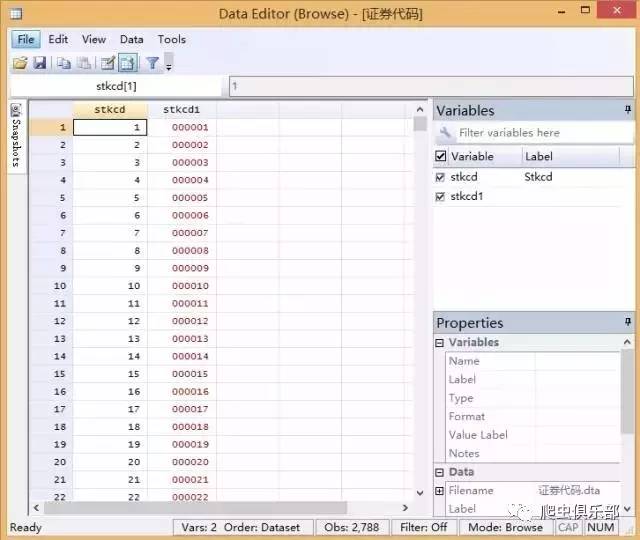 Data Editor (Browse) - [证券代码]
File Edit View Data Tools
stkcd[1] 1
Snapshots
stkcd stkcd1
1 1 000001
2 2 000002
3 3 000003
4 4 000004
5 5 000005
6 6 000006
7 7 000007
8 8 000008
9 9 000009
10 10 000010
11 11 000011
12 12 000012
13 13 000013
14 14 000014
15 15 000015
16 16 000016
17 17 000017
18 18 000018
19 19 000019
20 20 000020
21 21 000021
22 22 000022
Variables
Filter variables here
Variable Label
stkcd Stkcd
stkcd1
Properties
Variables
Name
Label
Type
Format
Value Label
Notes
Data
Filename 证券代码.dta
Label
爬虫俱乐部
Ready Vars: 2 Order: Dataset Obs: 2,788 Filter: Off Mode: Browse CAP NUM